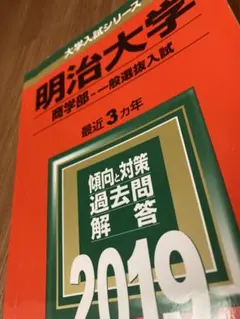 大学入試シリーズ
明治大学
商学部-一般選抜入試
最近3カ年
傾向と対策
過去問
解答
2019